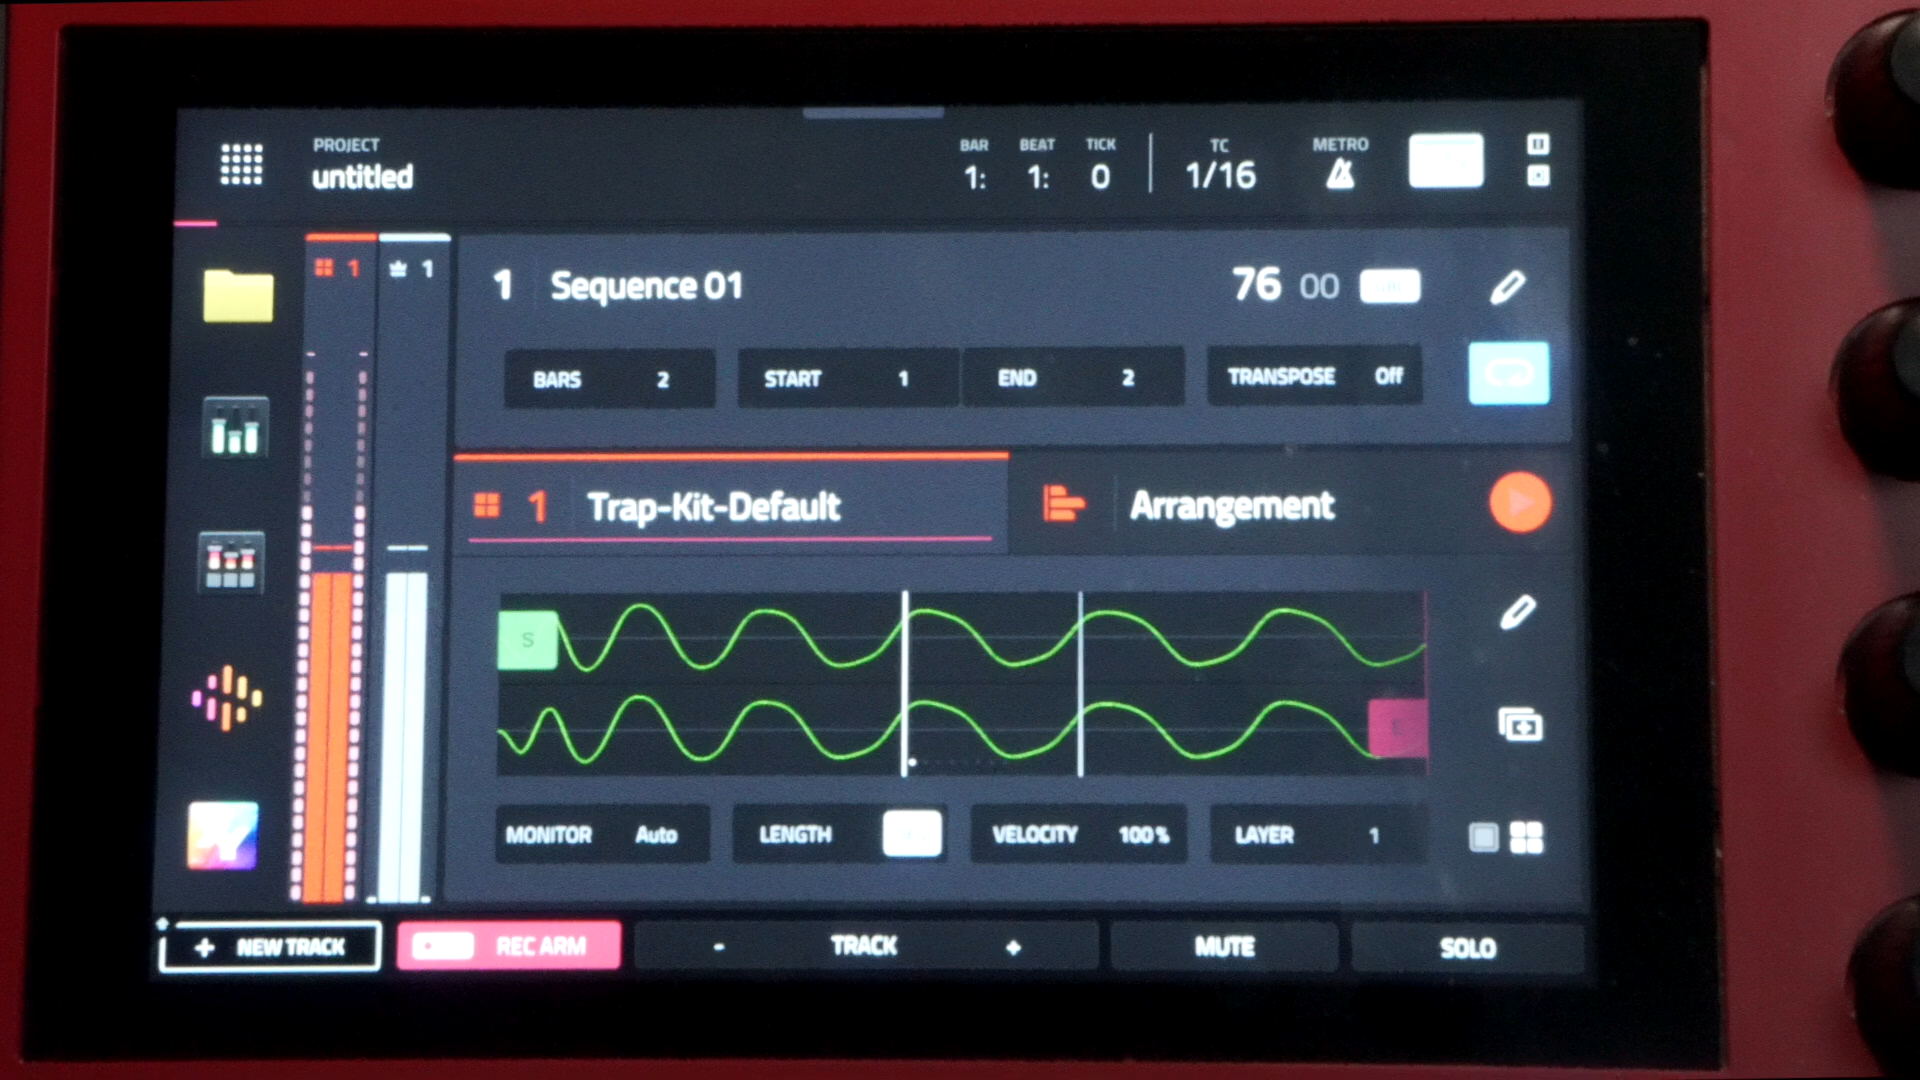 PROJECT
untitled
BAR BEAT TICK TC METRO
1: 1: 0 1/16
1 1
1 Sequence 01 76 00
BARS 2 START 1 END 2 TRANSPOSE Off
1 Trap-Kit-Default Arrangement
S
MONITOR Auto LENGTH VELOCITY 100% LAYER 1
+ NEW TRACK REC ARM - TRACK + MUTE SOLO